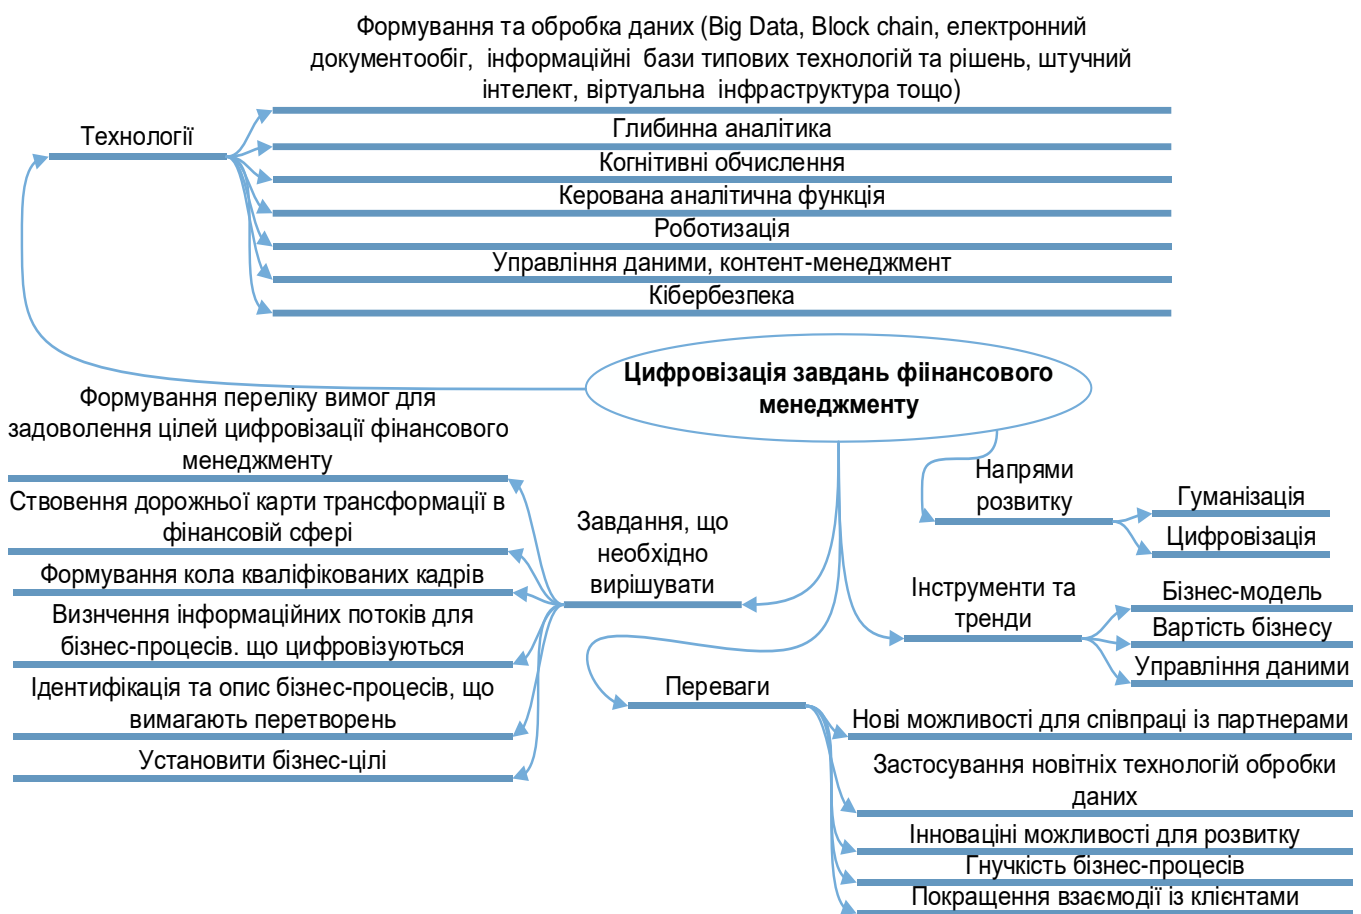 Формування та обробка даних (Big Data, Block chain, електронний
документообіг, інформаційні бази типових технологій та рішень, штучний
інтелект, віртуальна інфраструктура тощо)
Технології
Глибинна аналітика
Когнітивні обчислення
Керована аналітична функція
Роботизація
Управління даними, контент-менеджмент
Кібербезпека
Цифровізація завдань фіінансового
менеджменту
Формування переліку вимог для
задоволення цілей цифровізації фінансового
менеджменту
Ствовення дорожньої карти трансформації в
фінансовій сфері
Формування кола кваліфікованих кадрів
Визнчення інформаційних потоків для
бізнес-процесів. що цифровізуються
Ідентифікація та опис бізнес-процесів, що
вимагають перетворень
Установити бізнес-цілі
Завдання, що
необхідно
вирішувати
Напрями
розвитку
Гуманізація
Цифровізація
Інструменти та
тренди
Бізнес-модель
Вартість бізнесу
Управління даними
Переваги
Нові можливості для співпраці із партнерами
Застосування новітніх технологій обробки
даних
Інноваціні можливості для розвитку
Гнучкість бізнес-процесів
Покращення взаємодії із клієнтами